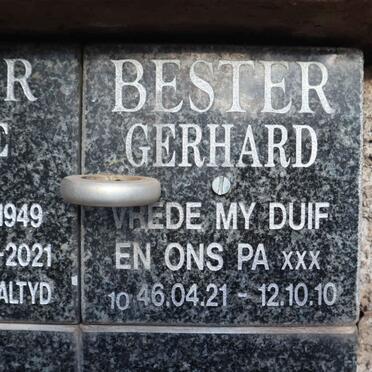 R
E
1949
-2021
ALTYD
BESTER
GERHARD
VREDE MY DUIF
EN ONS PA xxx
10 46.04.21 - 12.10.10